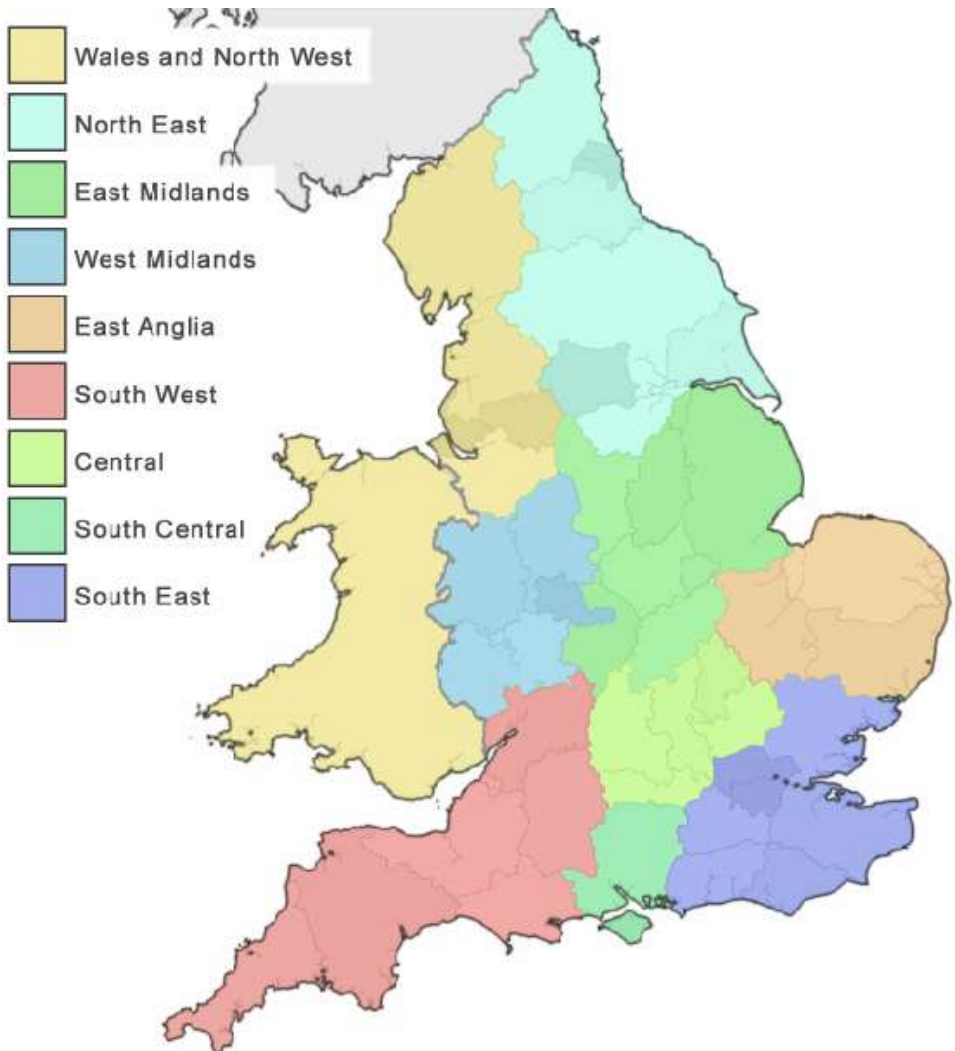 Wales and North West
North East
East Midlands
West Midlands
East Anglia
South West
Central
South Central
South East